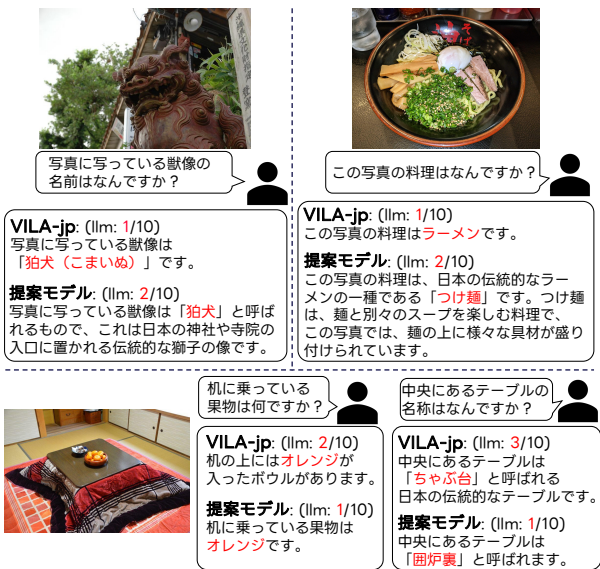 写真に写っている獣像の
名前はなんですか？
VILA-jp: (llm: 1/10)
写真に写っている獣像は
「狛犬（こまいぬ）」です。
提案モデル: (llm: 2/10)
写真に写っている獣像は「狛犬」と呼ば
れるもので、これは日本の神社や寺院の
入口に置かれる伝統的な獅子の像です。
この写真の料理はなんですか？
VILA-jp: (llm: 1/10)
この写真の料理はラーメンです。
提案モデル: (llm: 2/10)
この写真の料理は、日本の伝統的なラー
メンの一種である「つけ麺」です。つけ麺
は、麺と別々のスープを楽しむ料理で、
この写真では、麺の上に様々な具材が盛り
付けられています。
机に乗っている
果物は何ですか？
VILA-jp: (llm: 2/10)
机の上にはオレンジが
入ったボウルがあります。
提案モデル: (llm: 1/10)
机に乗っている果物は
オレンジです。
中央にあるテーブルの
名称はなんですか？
VILA-jp: (llm: 3/10)
中央にあるテーブルは
「ちゃぶ台」と呼ばれる
日本の伝統的なテーブルです。
提案モデル: (llm: 1/10)
中央にあるテーブルは
「囲炉裏」と呼ばれます。